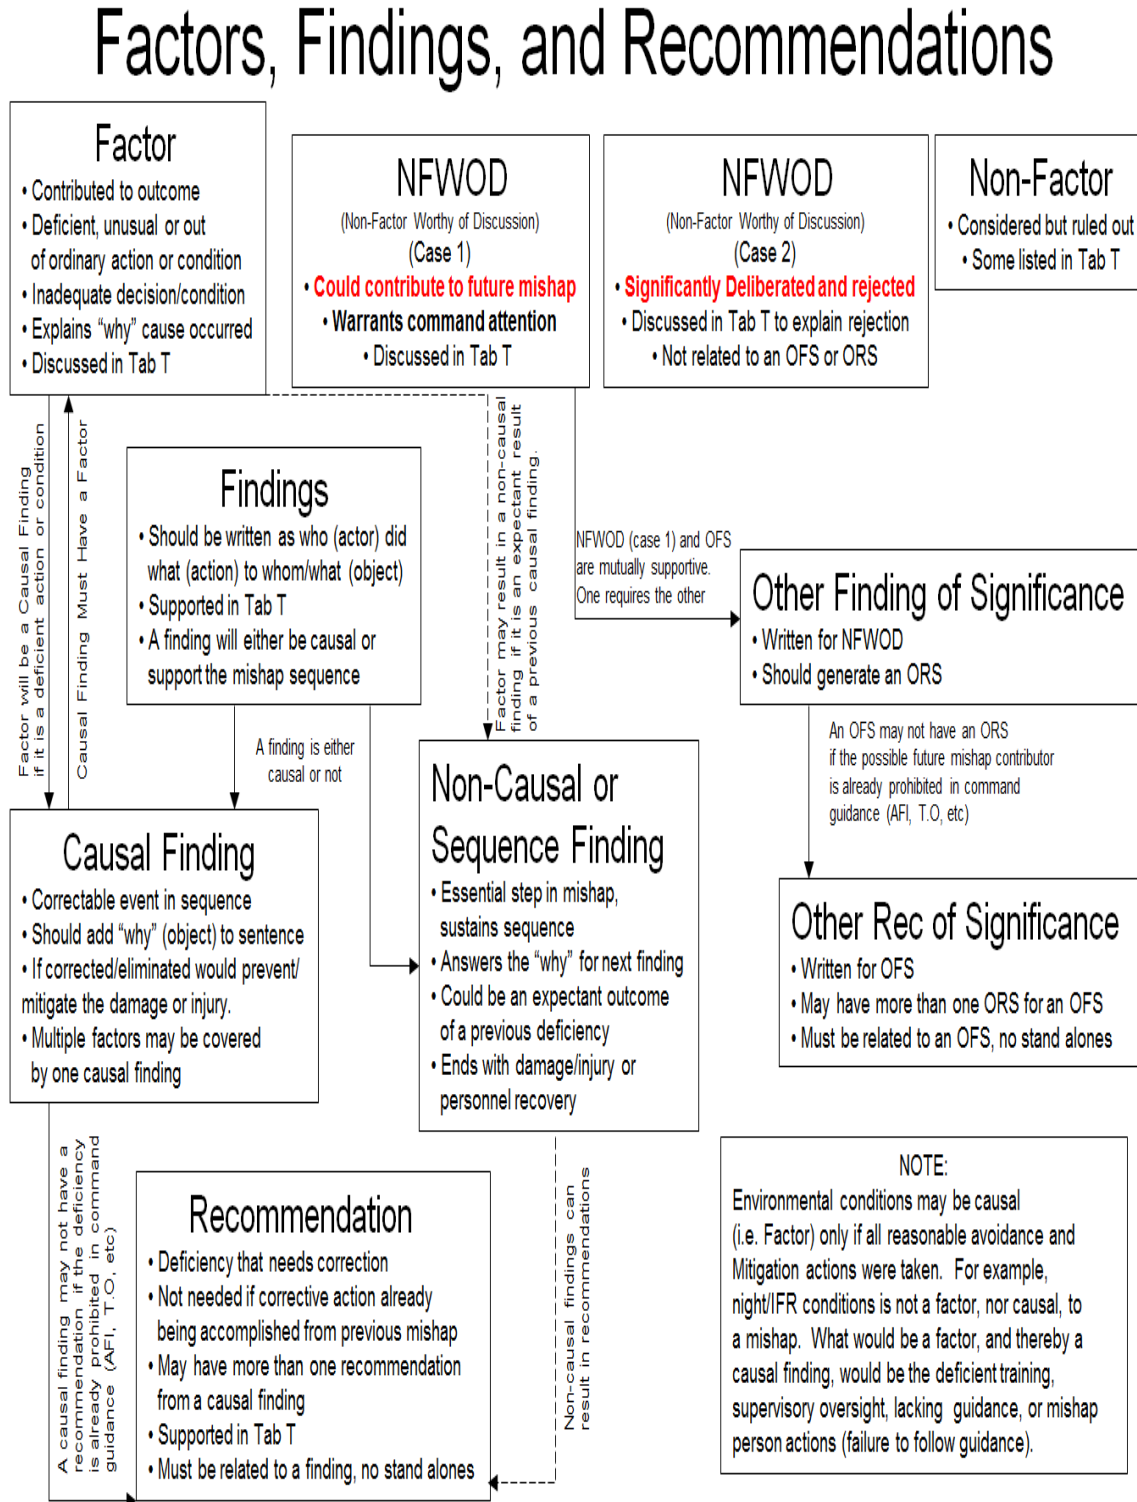 Factors, Findings, and Recommendations
Factor
• Contributed to outcome
• Deficient, unusual or out
of ordinary action or condition
• Inadequate decision/condition
• Explains “why” cause occurred
• Discussed in Tab T
NFWOD
(Non-Factor Worthy of Discussion)
(Case 1)
• Could contribute to future mishap
• Warrants command attention
• Discussed in Tab T
NFWOD
(Non-Factor Worthy of Discussion)
(Case 2)
• Significantly Deliberated and rejected
• Discussed in Tab T to explain rejection
• Not related to an OFS or ORS
Non-Factor
• Considered but ruled out
• Some listed in Tab T
Factor will be a Causal Finding
if it is a deficient action or condition
Causal Finding Must Have a Factor
Findings
• Should be written as who (actor) did
what (action) to whom/what (object)
• Supported in Tab T
• A finding will either be causal or
support the mishap sequence
Factor may result in a non-causal
finding if it is an expectant result
of a previous causal finding.
NFWOD (case 1) and OFS
are mutually supportive.
One requires the other
Other Finding of Significance
• Written for NFWOD
• Should generate an ORS
A finding is either
causal or not
An OFS may not have an ORS
if the possible future mishap contributor
is already prohibited in command
guidance (AFI, T.O, etc)
Causal Finding
• Correctable event in sequence
• Should add “why” (object) to sentence
• If corrected/eliminated would prevent/
mitigate the damage or injury.
• Multiple factors may be covered
by one causal finding
Non-Causal or
Sequence Finding
• Essential step in mishap,
sustains sequence
• Answers the “why” for next finding
• Could be an expectant outcome
of a previous deficiency
• Ends with damage/injury or
personnel recovery
Other Rec of Significance
• Written for OFS
• May have more than one ORS for an OFS
• Must be related to an OFS, no stand alones
A causal finding may not have a
recommendation if the deficiency
is already prohibited in command
guidance (AFI, T.O, etc)
Recommendation
• Deficiency that needs correction
• Not needed if corrective action already
being accomplished from previous mishap
• May have more than one recommendation
from a causal finding
• Supported in Tab T
• Must be related to a finding, no stand alones
Non-causal findings can
result in recommendations
NOTE:
Environmental conditions may be causal
(i.e. Factor) only if all reasonable avoidance and
Mitigation actions were taken. For example,
night/IFR conditions is not a factor, nor causal, to
a mishap. What would be a factor, and thereby a
causal finding, would be the deficient training,
supervisory oversight, lacking guidance, or mishap
person actions (failure to follow guidance).